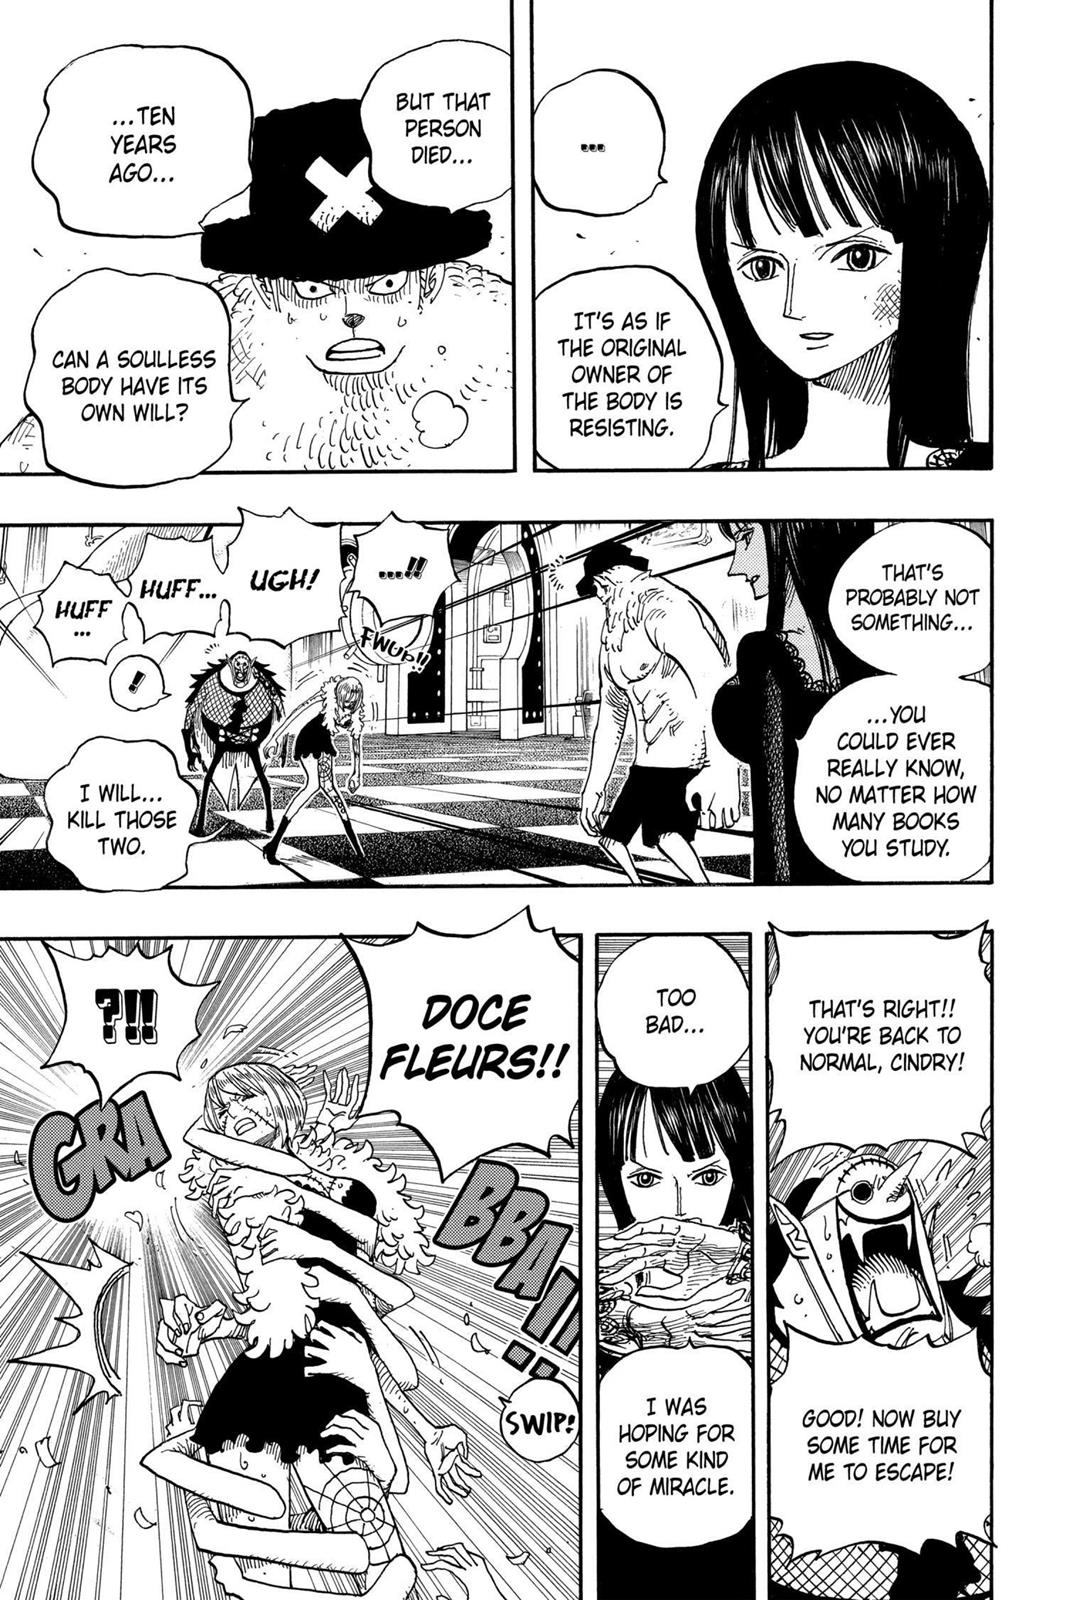 ...
IT'S AS IF
THE ORIGINAL
OWNER OF
THE BODY IS
RESISTING.
BUT THAT
PERSON
DIED...
...TEN
YEARS
AGO...
CAN A SOULLESS
BODY HAVE ITS
OWN WILL?
THAT'S
PROBABLY NOT
SOMETHING...
...YOU
COULD EVER
REALLY KNOW,
NO MATTER HOW
MANY BOOKS
YOU STUDY.
...!!
FWUP!!
UGH!
HUFF...
HUFF
...
!
I WILL...
KILL THOSE
TWO.
THAT'S RIGHT!!
YOU'RE BACK TO
NORMAL, CINDRY!
GOOD! NOW BUY
SOME TIME FOR
ME TO ESCAPE!
TOO
BAD...
I WAS
HOPING FOR
SOME KIND
OF MIRACLE.
DOCE
FLEURS!!
?!!
GRA
BBA!!!
SWIP!